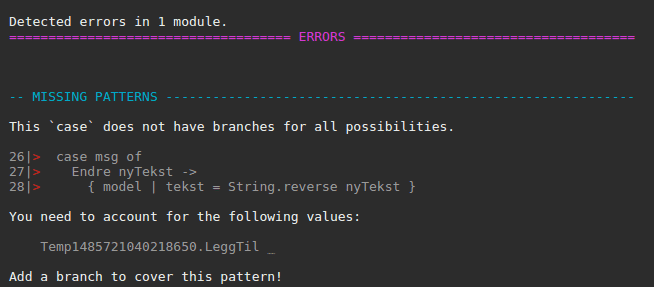 Detected errors in 1 module.
==================================== ERRORS ====================================
-- MISSING PATTERNS ------------------------------------------------------------
This `case` does not have branches for all possibilities.
26|>  case msg of
27|>    Endre nyTekst ->
28|>      { model | tekst = String.reverse nyTekst }
You need to account for the following values:
    Temp1485721040218650.LeggTil _
Add a branch to cover this pattern!